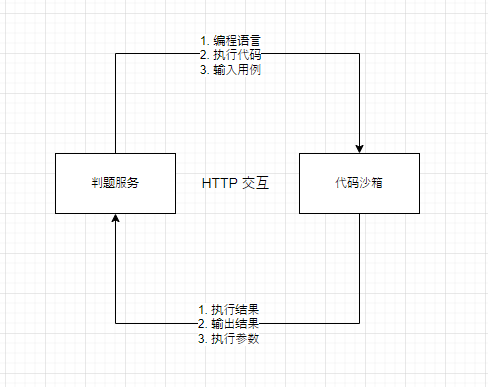 1. 编程语言
2. 执行代码
3. 输入用例
判题服务
HTTP 交互
代码沙箱
1. 执行结果
2. 输出结果
3. 执行参数